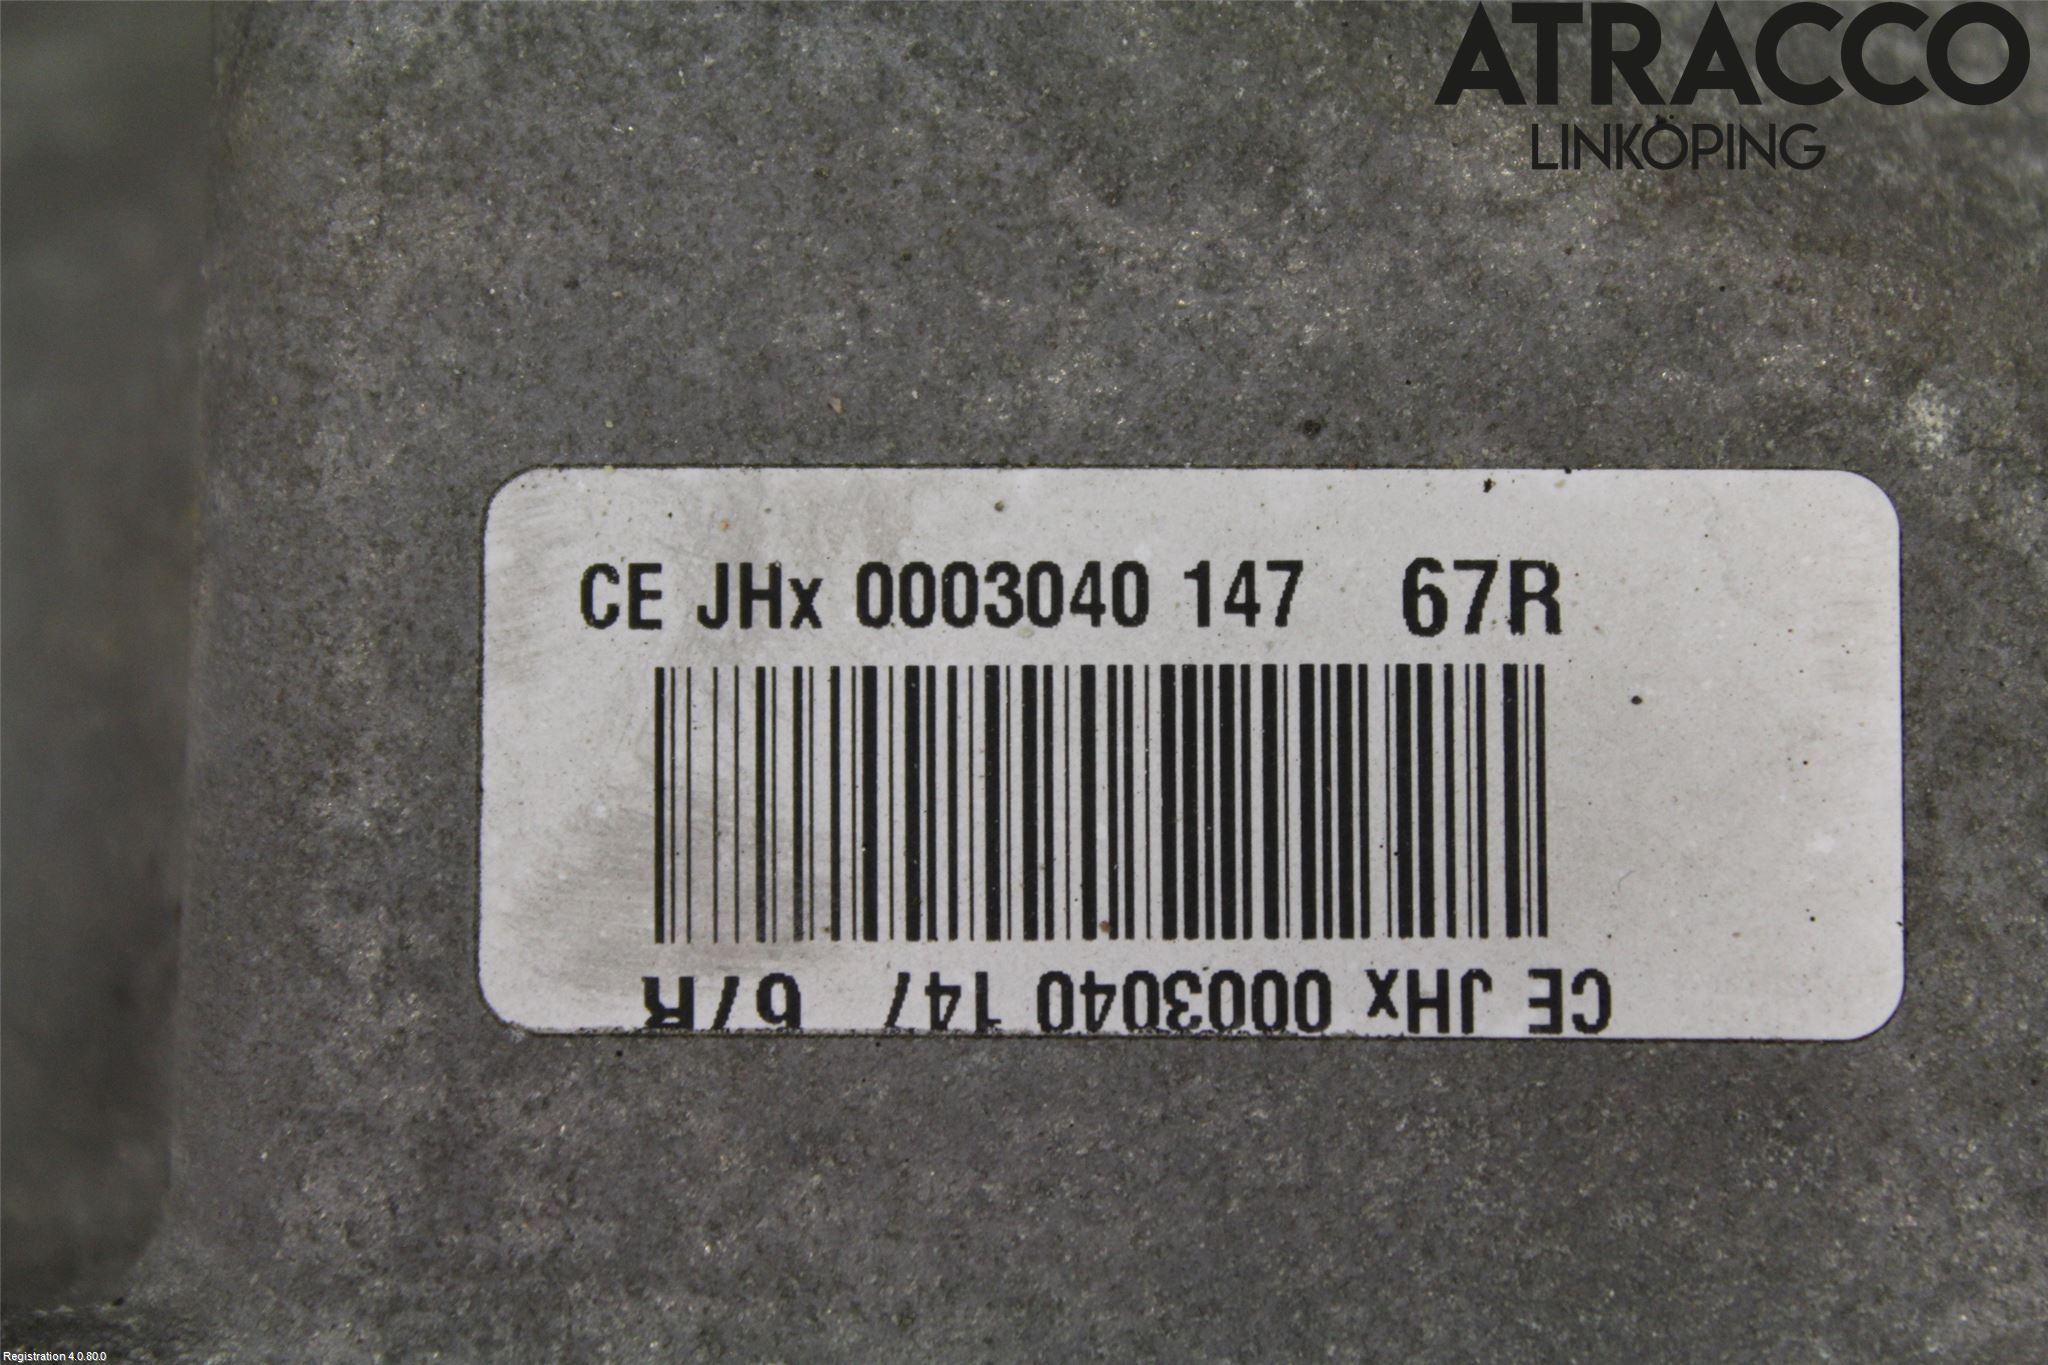 ATRACCO
LINKÖPING
CE JHx 0003040 147 67R
CE JHx 0003040 147 67R
Registration 4.0.80.0